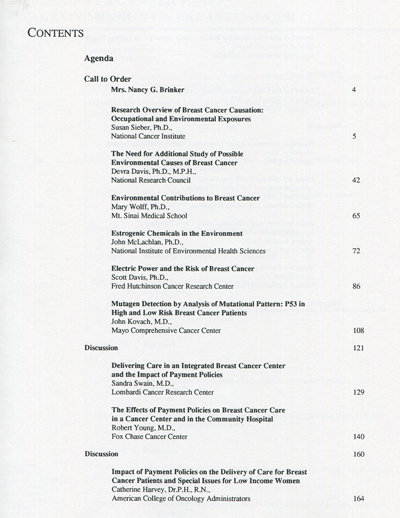 CONTENTS
Agenda
Call to Order
Mrs. Nancy G. Brinker 4
Research Overview of Breast Cancer Causation:
Occupational and Environmental Exposures
Susan Sieber, Ph.D.,
National Cancer Institute 5
The Need for Additional Study of Possible
Environmental Causes of Breast Cancer
Devra Davis, Ph.D., M.P.H.,
National Research Council 42
Environmental Contributions to Breast Cancer
Mary Wolff, Ph.D.,
Mt. Sinai Medical School 65
Estrogenic Chemicals in the Environment
John McLachlan, Ph.D.,
National Institute of Environmental Health Sciences 72
Electric Power and the Risk of Breast Cancer
Scott Davis, Ph.D.,
Fred Hutchinson Cancer Research Center 86
Mutagen Detection by Analysis of Mutational Pattern: P53 in
High and Low Risk Breast Cancer Patients
John Kovach, M.D.,
Mayo Comprehensive Cancer Center 108
Discussion 121
Delivering Care in an Integrated Breast Cancer Center
and the Impact of Payment Policies
Sandra Swain, M.D.,
Lombardi Cancer Research Center 129
The Effects of Payment Policies on Breast Cancer Care
in a Cancer Center and in the Community Hospital
Robert Young, M.D.,
Fox Chase Cancer Center 140
Discussion 160
Impact of Payment Policies on the Delivery of Care for Breast
Cancer Patients and Special Issues for Low Income Women
Catherine Harvey, Dr.P.H., R.N.,
American College of Oncology Administrators 164